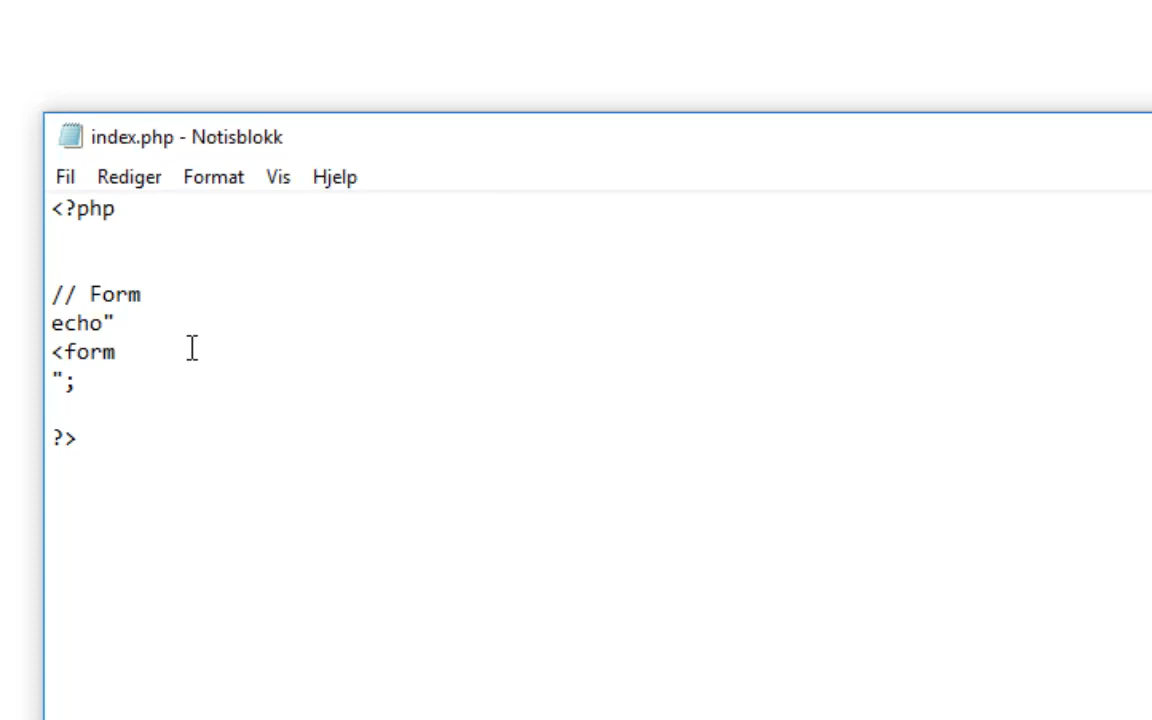 index.php - Notisblokk
Fil Rediger Format Vis Hjelp
<?php
// Form
echo"
<form
";
?>